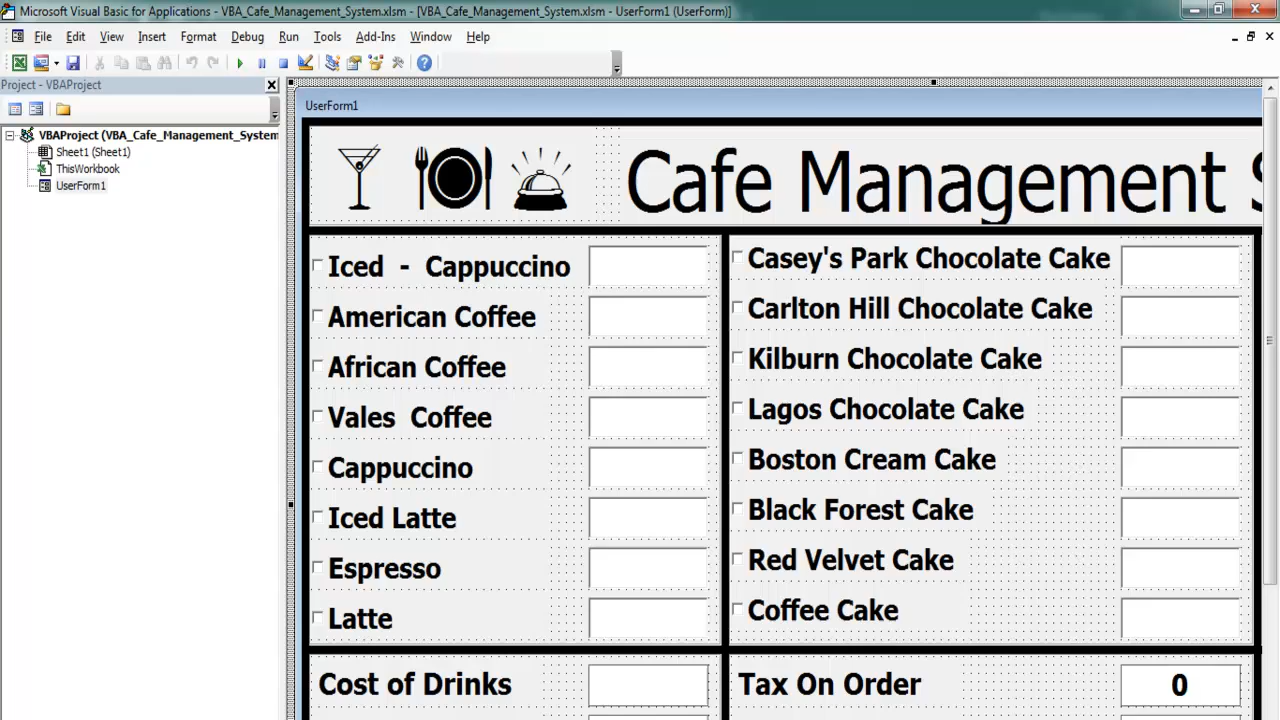 Microsoft Visual Basic for Applications - VBA_Cafe_Management_System.xlsm - [VBA_Cafe_Management_System.xlsm - UserForm1 (UserForm)]
File Edit View Insert Format Debug Run Tools Add-Ins Window Help
Project - VBAProject
VBAProject (VBA_Cafe_Management_System
Sheet1 (Sheet1)
ThisWorkbook
UserForm1
UserForm1
Cafe Management S
Iced - Cappuccino
American Coffee
African Coffee
Vales Coffee
Cappuccino
Iced Latte
Espresso
Latte
Casey's Park Chocolate Cake
Carlton Hill Chocolate Cake
Kilburn Chocolate Cake
Lagos Chocolate Cake
Boston Cream Cake
Black Forest Cake
Red Velvet Cake
Coffee Cake
Cost of Drinks
Tax On Order 0